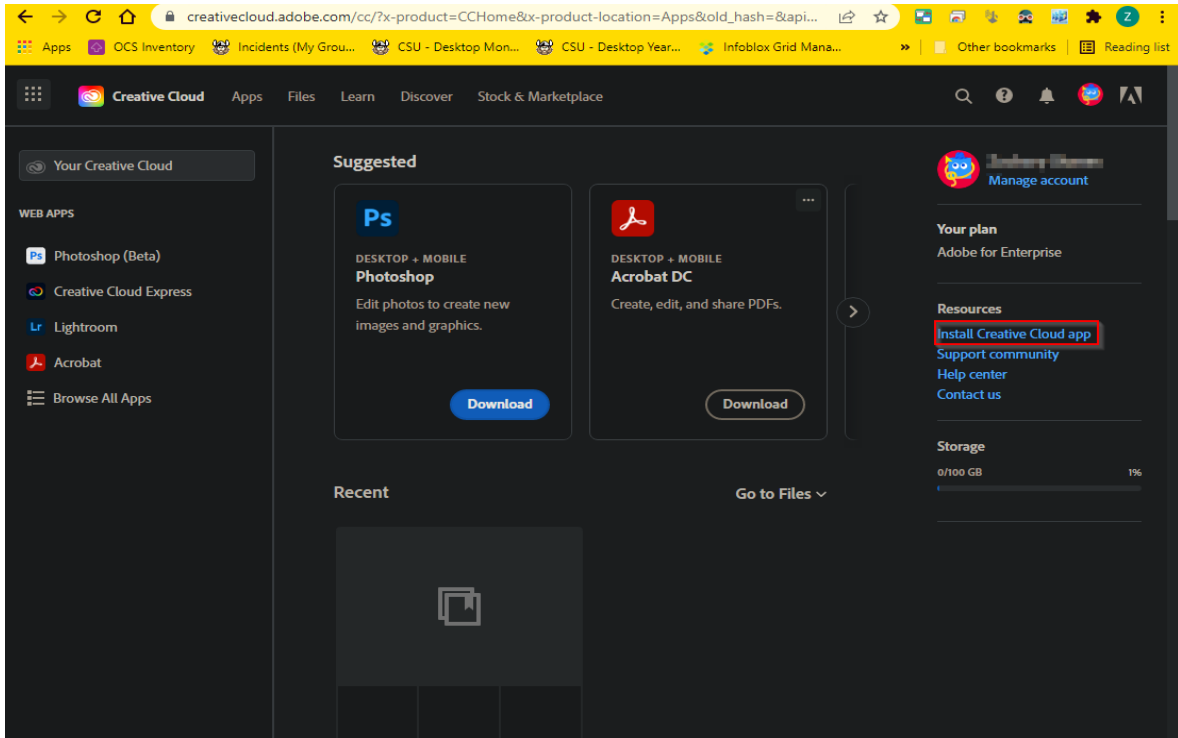 creativecloud.adobe.com/cc/?x-product=CCHome&x-product-location=Apps&old_hash=&api...
Z
Apps
OCS Inventory
Incidents (My Grou...
CSU - Desktop Mon...
CSU - Desktop Year...
Infoblox Grid Mana...
»
Other bookmarks
Reading list
Creative Cloud
Apps
Files
Learn
Discover
Stock & Marketplace
Your Creative Cloud
WEB APPS
Ps Photoshop (Beta)
Creative Cloud Express
Lr Lightroom
Acrobat
Browse All Apps
Suggested
Ps
DESKTOP + MOBILE
Photoshop
Edit photos to create new
images and graphics.
Download
...
DESKTOP + MOBILE
Acrobat DC
Create, edit, and share PDFs.
Download
Recent
Go to Files
Manage account
Your plan
Adobe for Enterprise
Resources
Install Creative Cloud app
Support community
Help center
Contact us
Storage
0/100 GB 1%